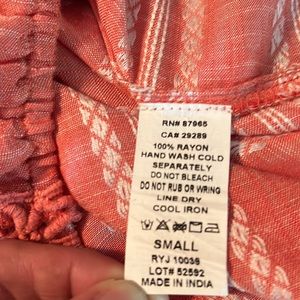 RN# 87965
CA# 29289
100% RAYON
HAND WASH COLD
SEPARATELY
DO NOT BLEACH
DO NOT RUB OR WRING
LINE DRY
COOL IRON
SMALL
RYJ 10036
LOT# 52592
MADE IN INDIA